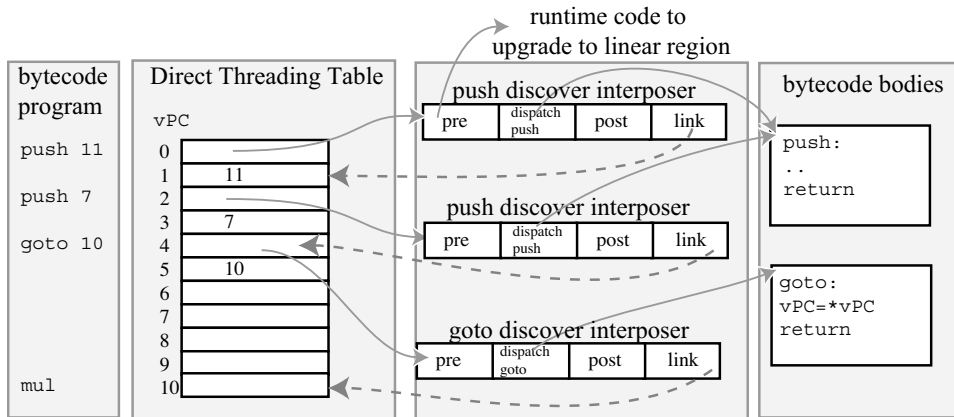 runtime code to
upgrade to linear region
bytecode
program
push 11
push 7
goto 10
mul
Direct Threading Table
vPC
0
1 11
2
3 7
4
5 10
6
7
8
9
10
push discover interposer
pre dispatch push post link
push discover interposer
pre dispatch push post link
goto discover interposer
pre dispatch goto post link
bytecode bodies
push:
..
return
goto:
vPC=*vPC
return